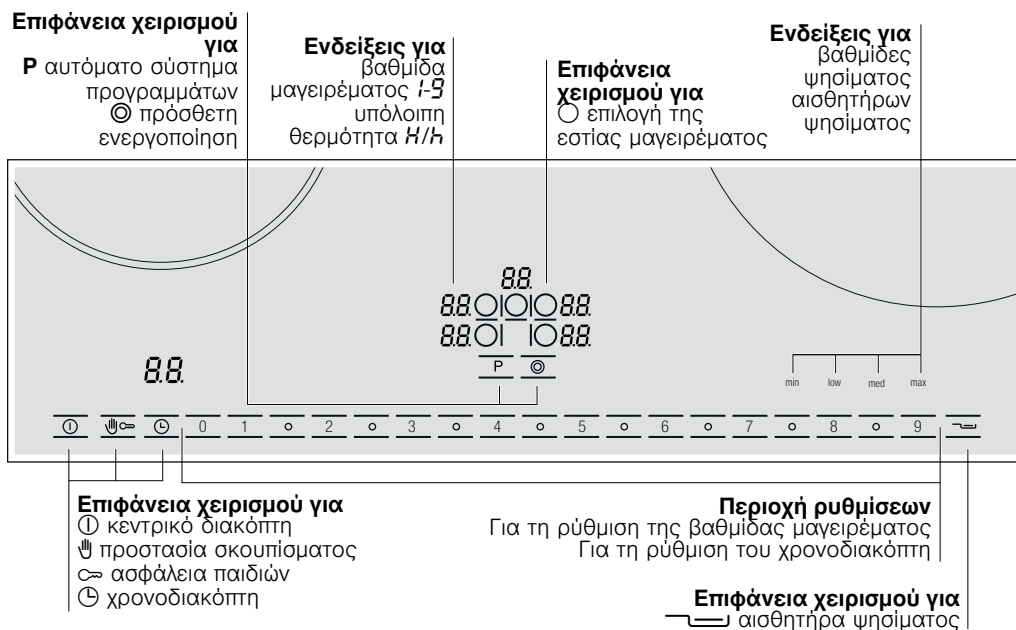 Επιφάνεια χειρισμού
για
P αυτόματο σύστημα
προγραμμάτων
◎ πρόσθετη
ενεργοποίηση
Ενδείξεις για
βαθμίδα
μαγειρέματος 1-9
υπόλοιπη
θερμότητα H/h
Επιφάνεια
χειρισμού για
○ επιλογή της
εστίας μαγειρέματος
Ενδείξεις για
βαθμίδες
ψησίματος
αισθητήρων
ψησίματος
8.8.
8.8. 8.8.
8.8. 8.8.
P ◎
8.8.
min low med max
0 1 2 3 4 5 6 7 8 9
Επιφάνεια χειρισμού για
κεντρικό διακόπτη
προστασία σκουπίσματος
ασφάλεια παιδιών
χρονοδιακόπτη
Περιοχή ρυθμίσεων
Για τη ρύθμιση της βαθμίδας μαγειρέματος
Για τη ρύθμιση του χρονοδιακόπτη
Επιφάνεια χειρισμού για
αισθητήρα ψησίματος